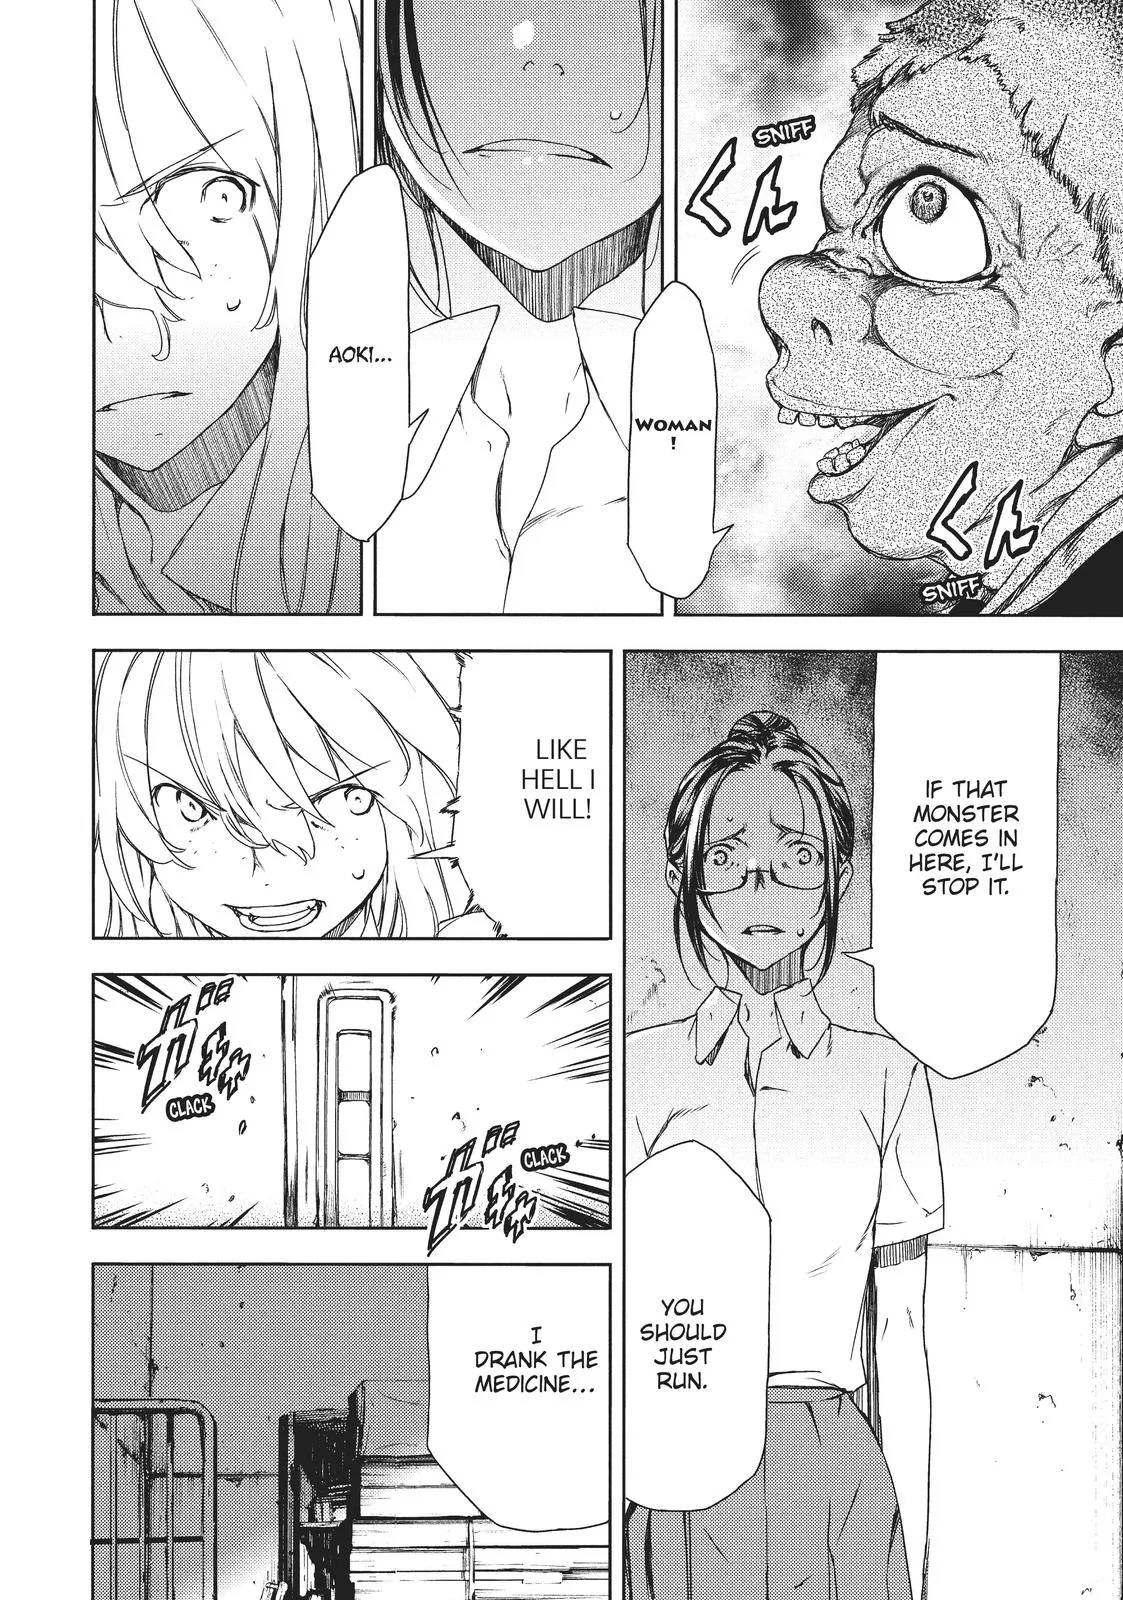 SNIFF
くん
WOMAN
!
くん
SNIFF
AOKI...
IF THAT
MONSTER
COMES IN
HERE, I'LL
STOP IT.
YOU
SHOULD
JUST
RUN.
LIKE
HELL I
WILL!
ガチャ
CLACK
ガチャ
CLACK
I
DRANK THE
MEDICINE...